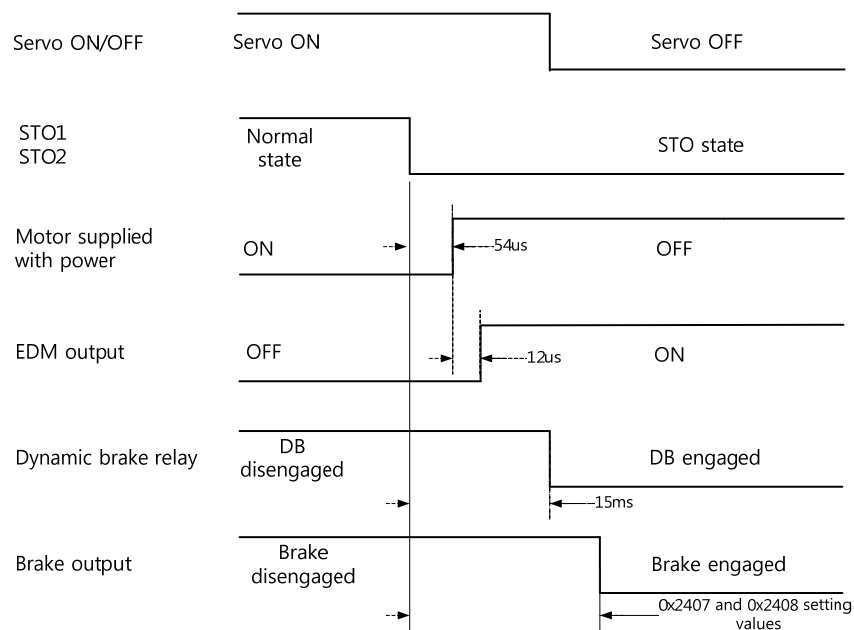 Servo ON/OFF
Servo ON
Servo OFF
STO1
STO2
Normal
state
STO state
Motor supplied
with power
ON
54us
OFF
EDM output
OFF
12us
ON
Dynamic brake relay
DB
disengaged
DB engaged
15ms
Brake output
Brake
disengaged
Brake engaged
0x2407 and 0x2408 setting
values